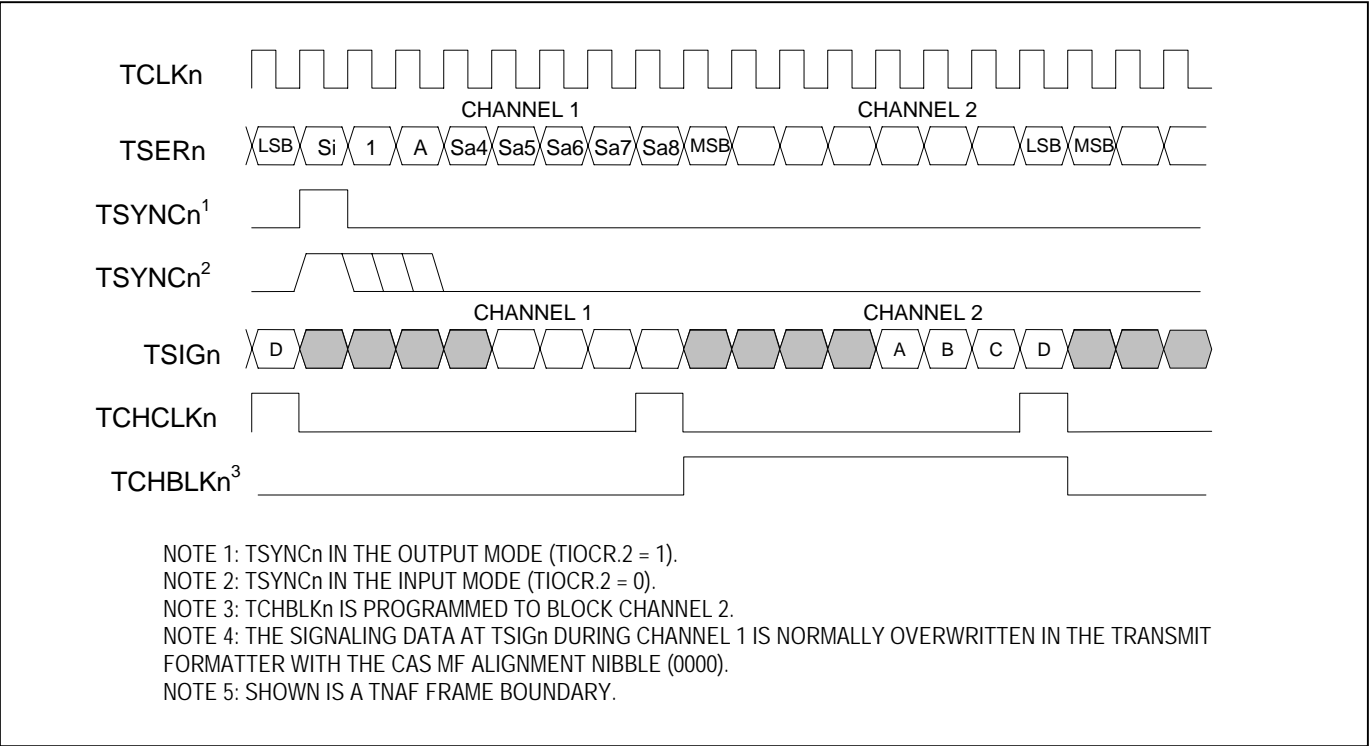 TCLKn
CHANNEL 1 CHANNEL 2
TSERn LSB Si 1 A Sa4 Sa5 Sa6 Sa7 Sa8 MSB LSB MSB
TSYNCn1
TSYNCn2
CHANNEL 1 CHANNEL 2
TSIGn D A B C D
TCHCLKn
TCHBLKn3
NOTE 1: TSYNCn IN THE OUTPUT MODE (TIOCR.2 = 1).
NOTE 2: TSYNCn IN THE INPUT MODE (TIOCR.2 = 0).
NOTE 3: TCHBLKn IS PROGRAMMED TO BLOCK CHANNEL 2.
NOTE 4: THE SIGNALING DATA AT TSIGn DURING CHANNEL 1 IS NORMALLY OVERWRITTEN IN THE TRANSMIT
FORMATTER WITH THE CAS MF ALIGNMENT NIBBLE (0000).
NOTE 5: SHOWN IS A TNAF FRAME BOUNDARY.